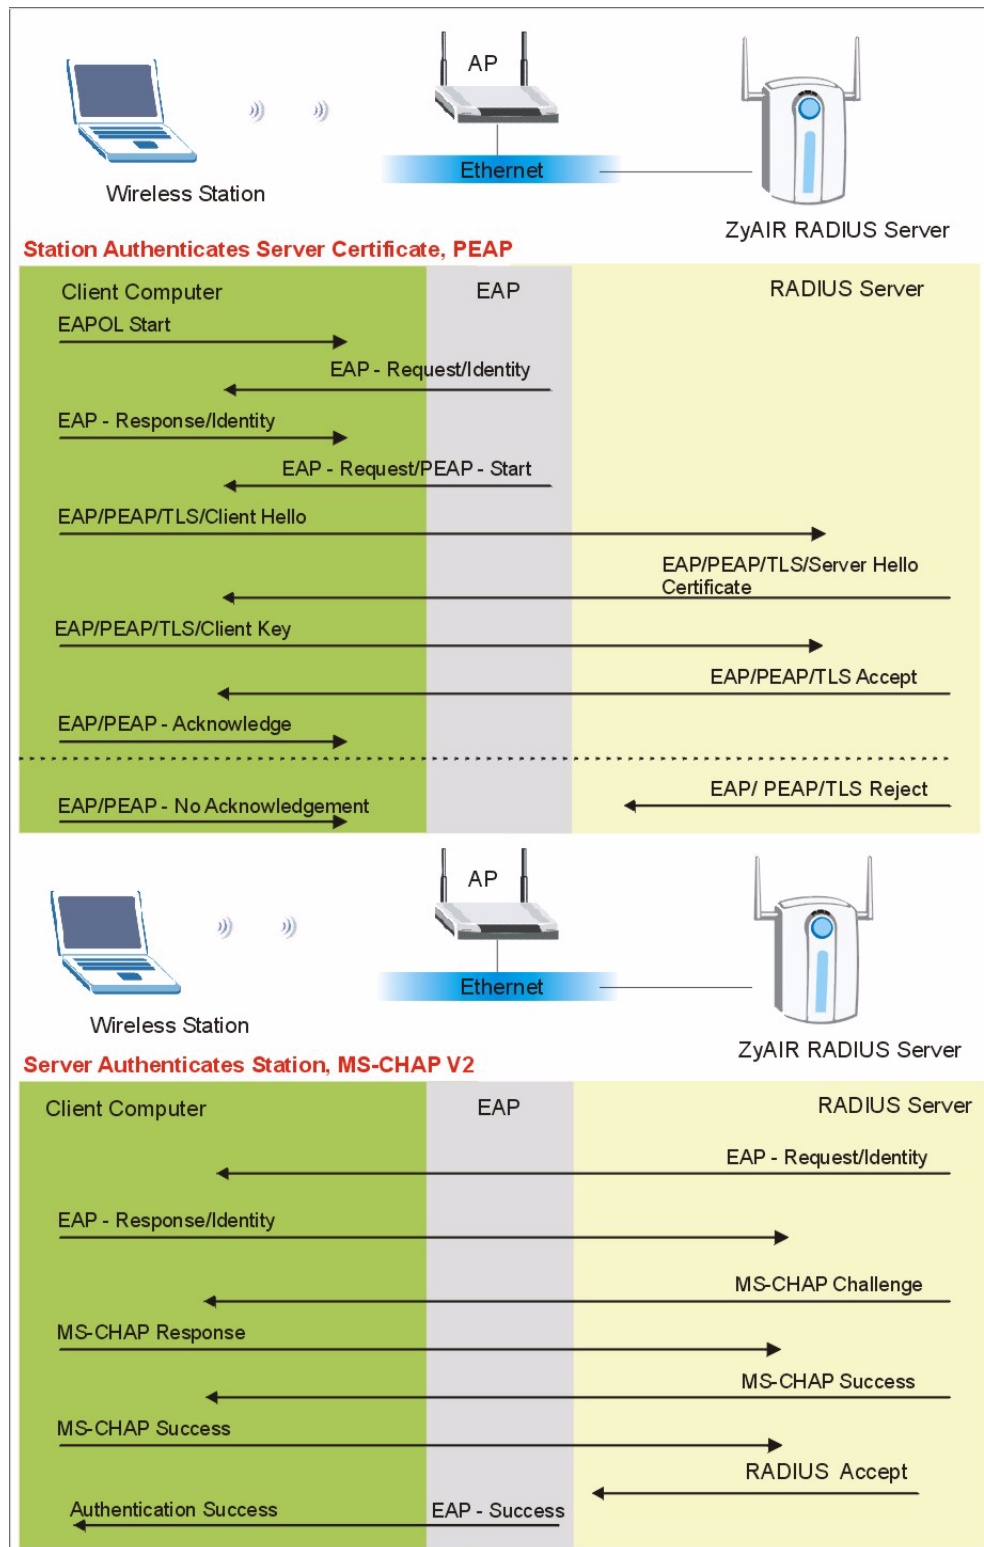 AP
Ethernet
Wireless Station
ZyAIR RADIUS Server
Station Authenticates Server Certificate, PEAP
Client Computer
EAP
RADIUS Server
EAPOL Start
EAP - Request/Identity
EAP - Response/Identity
EAP - Request/PEAP - Start
EAP/PEAP/TLS/Client Hello
EAP/PEAP/TLS/Server Hello
Certificate
EAP/PEAP/TLS/Client Key
EAP/PEAP/TLS Accept
EAP/PEAP - Acknowledge
EAP/ PEAP/TLS Reject
EAP/PEAP - No Acknowledgement
AP
Ethernet
Wireless Station
ZyAIR RADIUS Server
Server Authenticates Station, MS-CHAP V2
Client Computer
EAP
RADIUS Server
EAP - Request/Identity
EAP - Response/Identity
MS-CHAP Challenge
MS-CHAP Response
MS-CHAP Success
MS-CHAP Success
RADIUS Accept
Authentication Success
EAP - Success